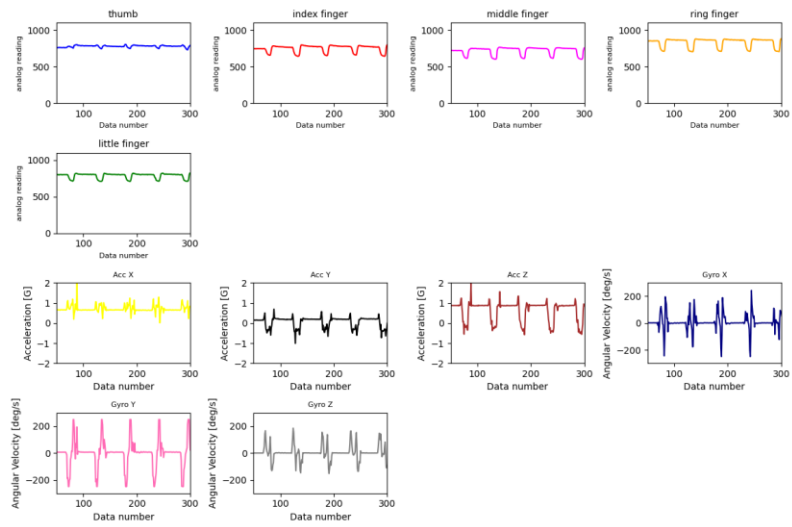 thumb
index finger
middle finger
ring finger
analog reading
1000
500
0
100 200 300
Data number
analog reading
1000
500
0
100 200 300
Data number
analog reading
1000
500
0
100 200 300
Data number
analog reading
1000
500
0
100 200 300
Data number
little finger
analog reading
1000
500
0
100 200 300
Data number
Acc X
Acceleration [G]
2
1
0
−1
−2
100 200 300
Data number
Acc Y
Acceleration [G]
2
1
0
−1
−2
100 200 300
Data number
Acc Z
Acceleration [G]
2
1
0
−1
−2
100 200 300
Data number
Gyro X
Angular Velocity [deg/s]
200
0
−200
100 200 300
Data number
Gyro Y
Angular Velocity [deg/s]
200
0
−200
100 200 300
Data number
Gyro Z
Angular Velocity [deg/s]
200
0
−200
100 200 300
Data number